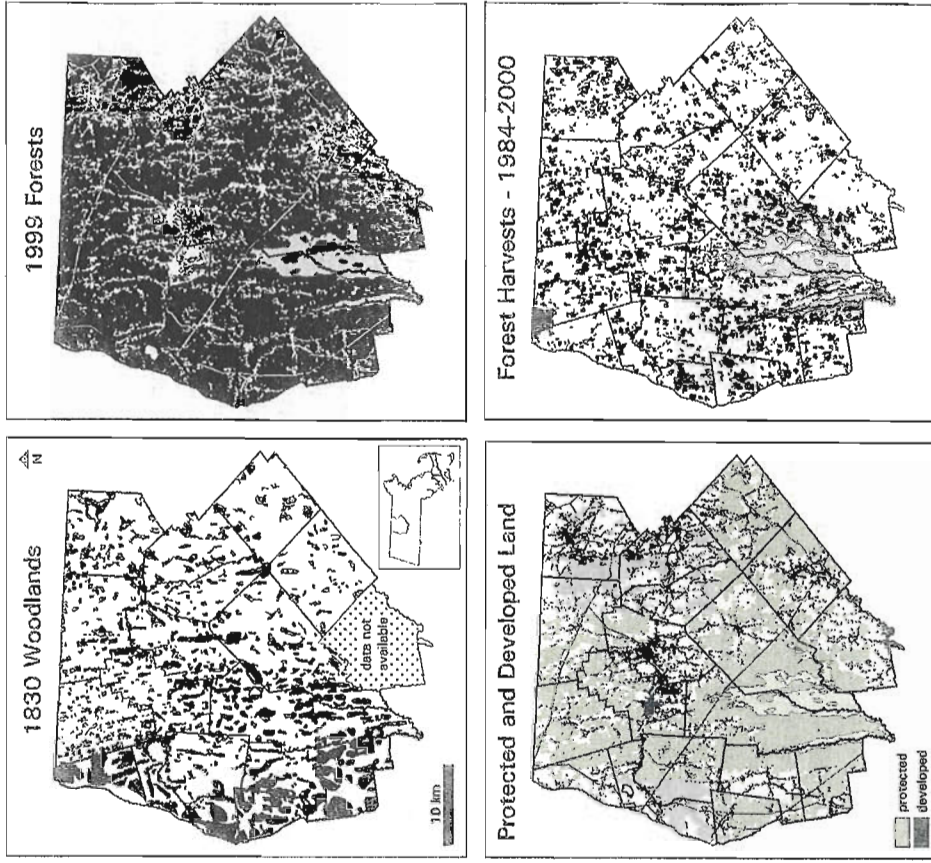 1830 Woodlands
N
data not
available
10 km
1999 Forests
Protected and Developed Land
protected
developed
Forest Harvests - 1984-2000